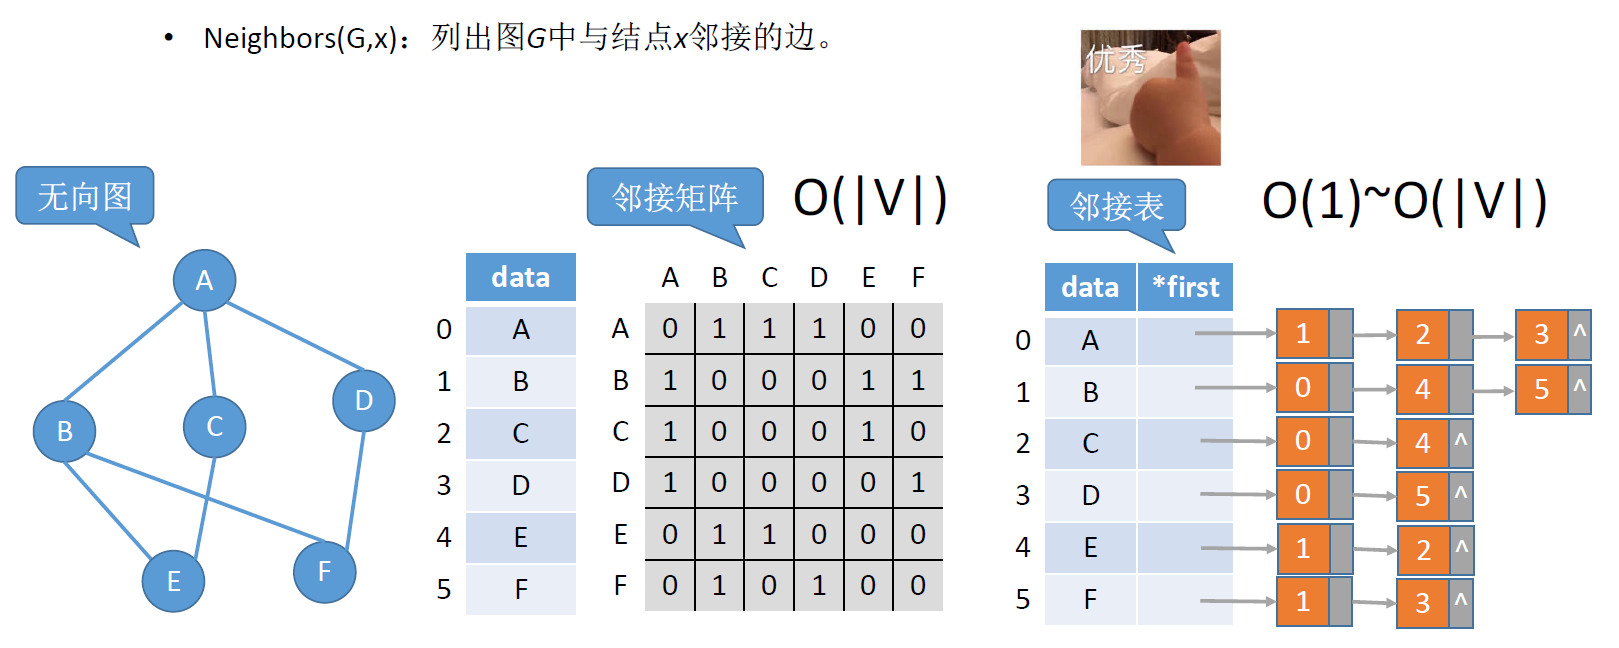 • Neighbors(G,x)：列出图G中与结点x邻接的边。
优秀
无向图
邻接矩阵 O(|V|)
邻接表 O(1)~O(|V|)
A
B
C
D
E
F
data
0 A
1 B
2 C
3 D
4 E
5 F
A B C D E F
A 0 1 1 1 0 0
B 1 0 0 0 1 1
C 1 0 0 0 1 0
D 1 0 0 0 0 1
E 0 1 1 0 0 0
F 0 1 0 1 0 0
data *first
0 A 1 2 3 ^
1 B 0 4 5 ^
2 C 0 4 ^
3 D 0 5 ^
4 E 1 2 ^
5 F 1 3 ^